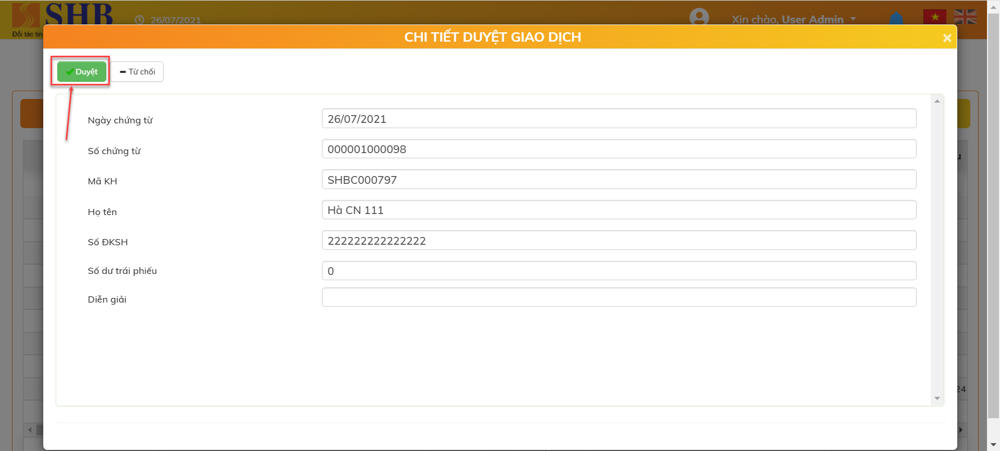 SHB
Đối tác tin
26/07/2021
Xin chào, User Admin
CHI TIẾT DUYỆT GIAO DỊCH
Duyệt
Từ chối
Ngày chứng từ
26/07/2021
Số chứng từ
000001000098
Mã KH
SHBC000797
Họ tên
Hà CN 111
Số ĐKSH
222222222222222
Số dư trái phiếu
0
Diễn giải
u
24